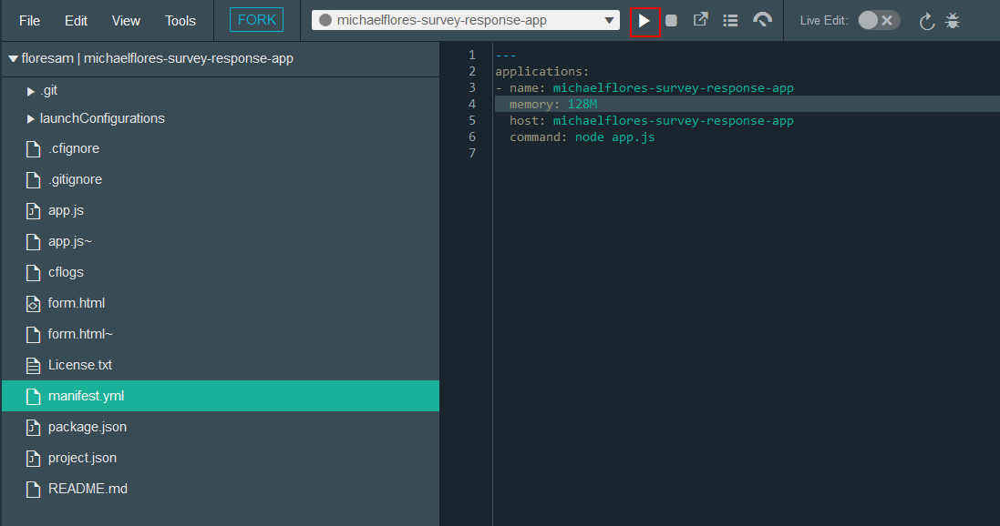 File Edit View Tools FORK michaelflores-survey-response-app Live Edit:
floresam | michaelflores-survey-response-app
.git
launchConfigurations
.cfignore
.gitignore
app.js
app.js~
cflogs
form.html
form.html~
License.txt
manifest.yml
package.json
project.json
README.md
1 ---
2 applications:
3 - name: michaelflores-survey-response-app
4 memory: 128M
5 host: michaelflores-survey-response-app
6 command: node app.js
7